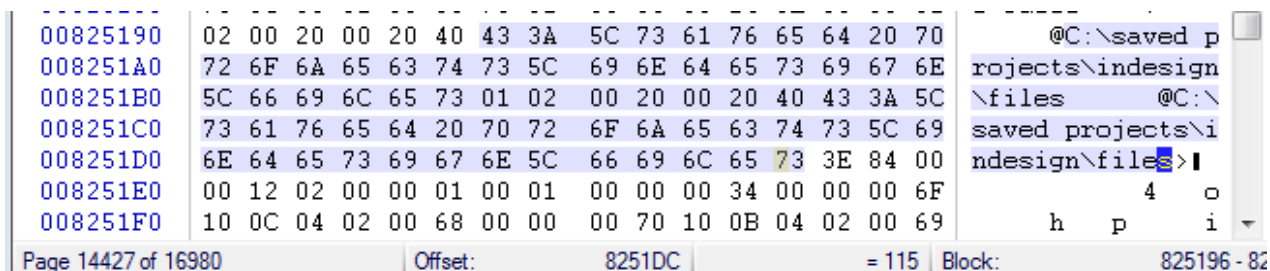 00825190 02 00 20 00 20 40 43 3A 5C 73 61 76 65 64 20 70 @C:\saved p
008251A0 72 6F 6A 65 63 74 73 5C 69 6E 64 65 73 69 67 6E rojects\indesign
008251B0 5C 66 69 6C 65 73 01 02 00 20 00 20 40 43 3A 5C \files @C:\
008251C0 73 61 76 65 64 20 70 72 6F 6A 65 63 74 73 5C 69 saved projects\i
008251D0 6E 64 65 73 69 67 6E 5C 66 69 6C 65 73 3E 84 00 ndesign\files>
008251E0 00 12 02 00 00 01 00 01 00 00 00 34 00 00 00 6F 4 o
008251F0 10 0C 04 02 00 68 00 00 00 70 10 0B 04 02 00 69 h p i
Page 14427 of 16980 Offset: 8251DC = 115 Block: 825196 - 82